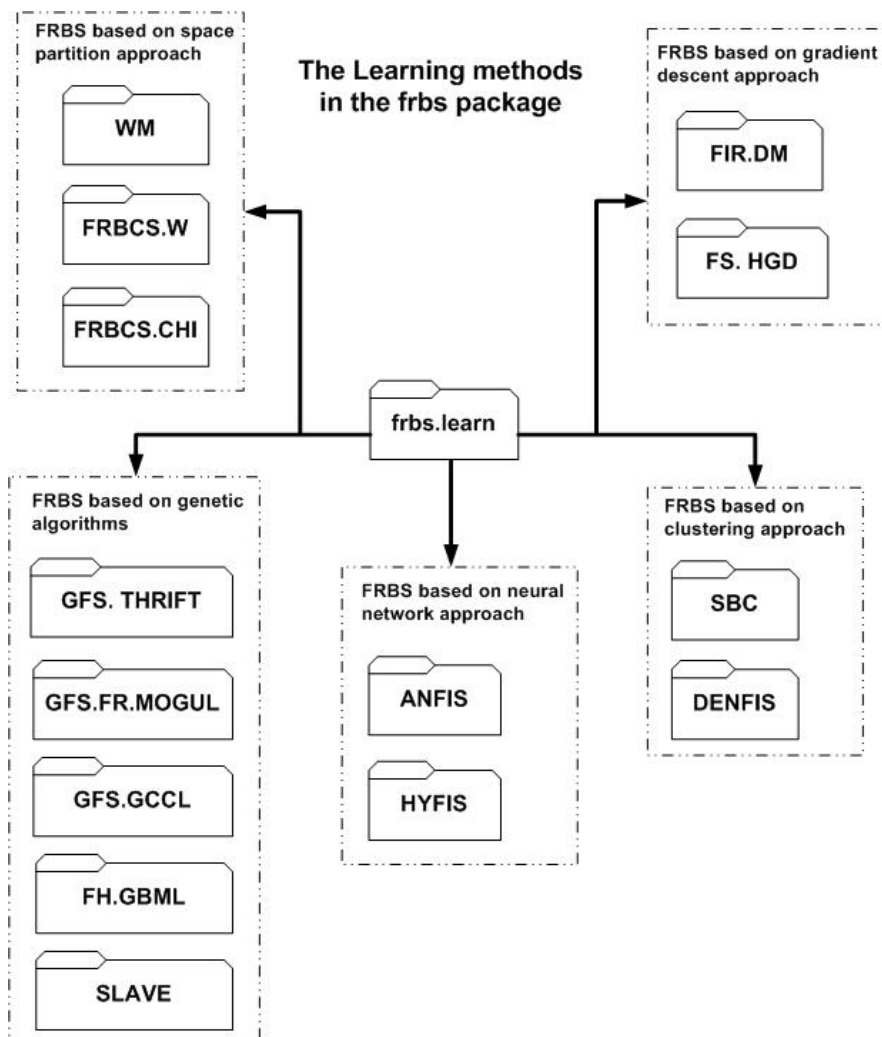 FRBS based on space
partition approach
WM
FRBCS.W
FRBCS.CHI
The Learning methods
in the frbs package
FRBS based on gradient
descent approach
FIR.DM
FS. HGD
frbs.learn
FRBS based on genetic
algorithms
GFS. THRIFT
GFS.FR.MOGUL
GFS.GCCL
FH.GBML
SLAVE
FRBS based on neural
network approach
ANFIS
HYFIS
FRBS based on
clustering approach
SBC
DENFIS